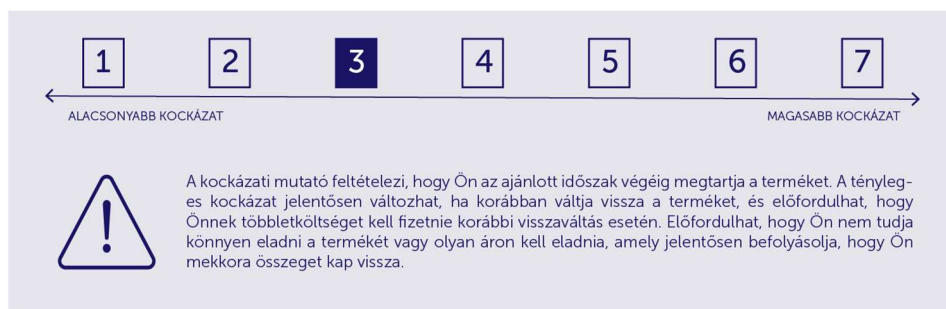 1 2 3 4 5 6 7
ALACSONYABB KOCKÁZAT MAGASABB KOCKÁZAT
A kockázati mutató feltételezi, hogy Ön az ajánlott időszak végéig megtartja a terméket. A tényleg-
es kockázat jelentősen változhat, ha korábban váltja vissza a terméket, és előfordulhat, hogy
Önnek többletköltséget kell fizetnie korábbi visszaváltás esetén. Előfordulhat, hogy Ön nem tudja
könnyen eladni a termékét vagy olyan áron kell eladnia, amely jelentősen befolyásolja, hogy Ön
mekkora összeget kap vissza.